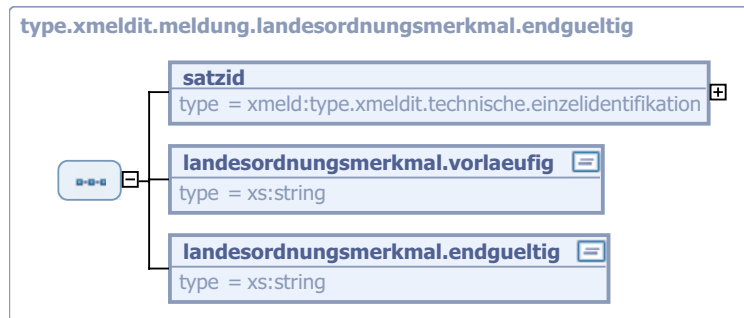 type.xmeldit.meldung.landesordnungsmerkmal.endgueltig
satzid
type = xmeld:type.xmeldit.technische.einzelidentifikation
landesordnungsmerkmal.vorlaeufig
type = xs:string
landesordnungsmerkmal.endgueltig
type = xs:string